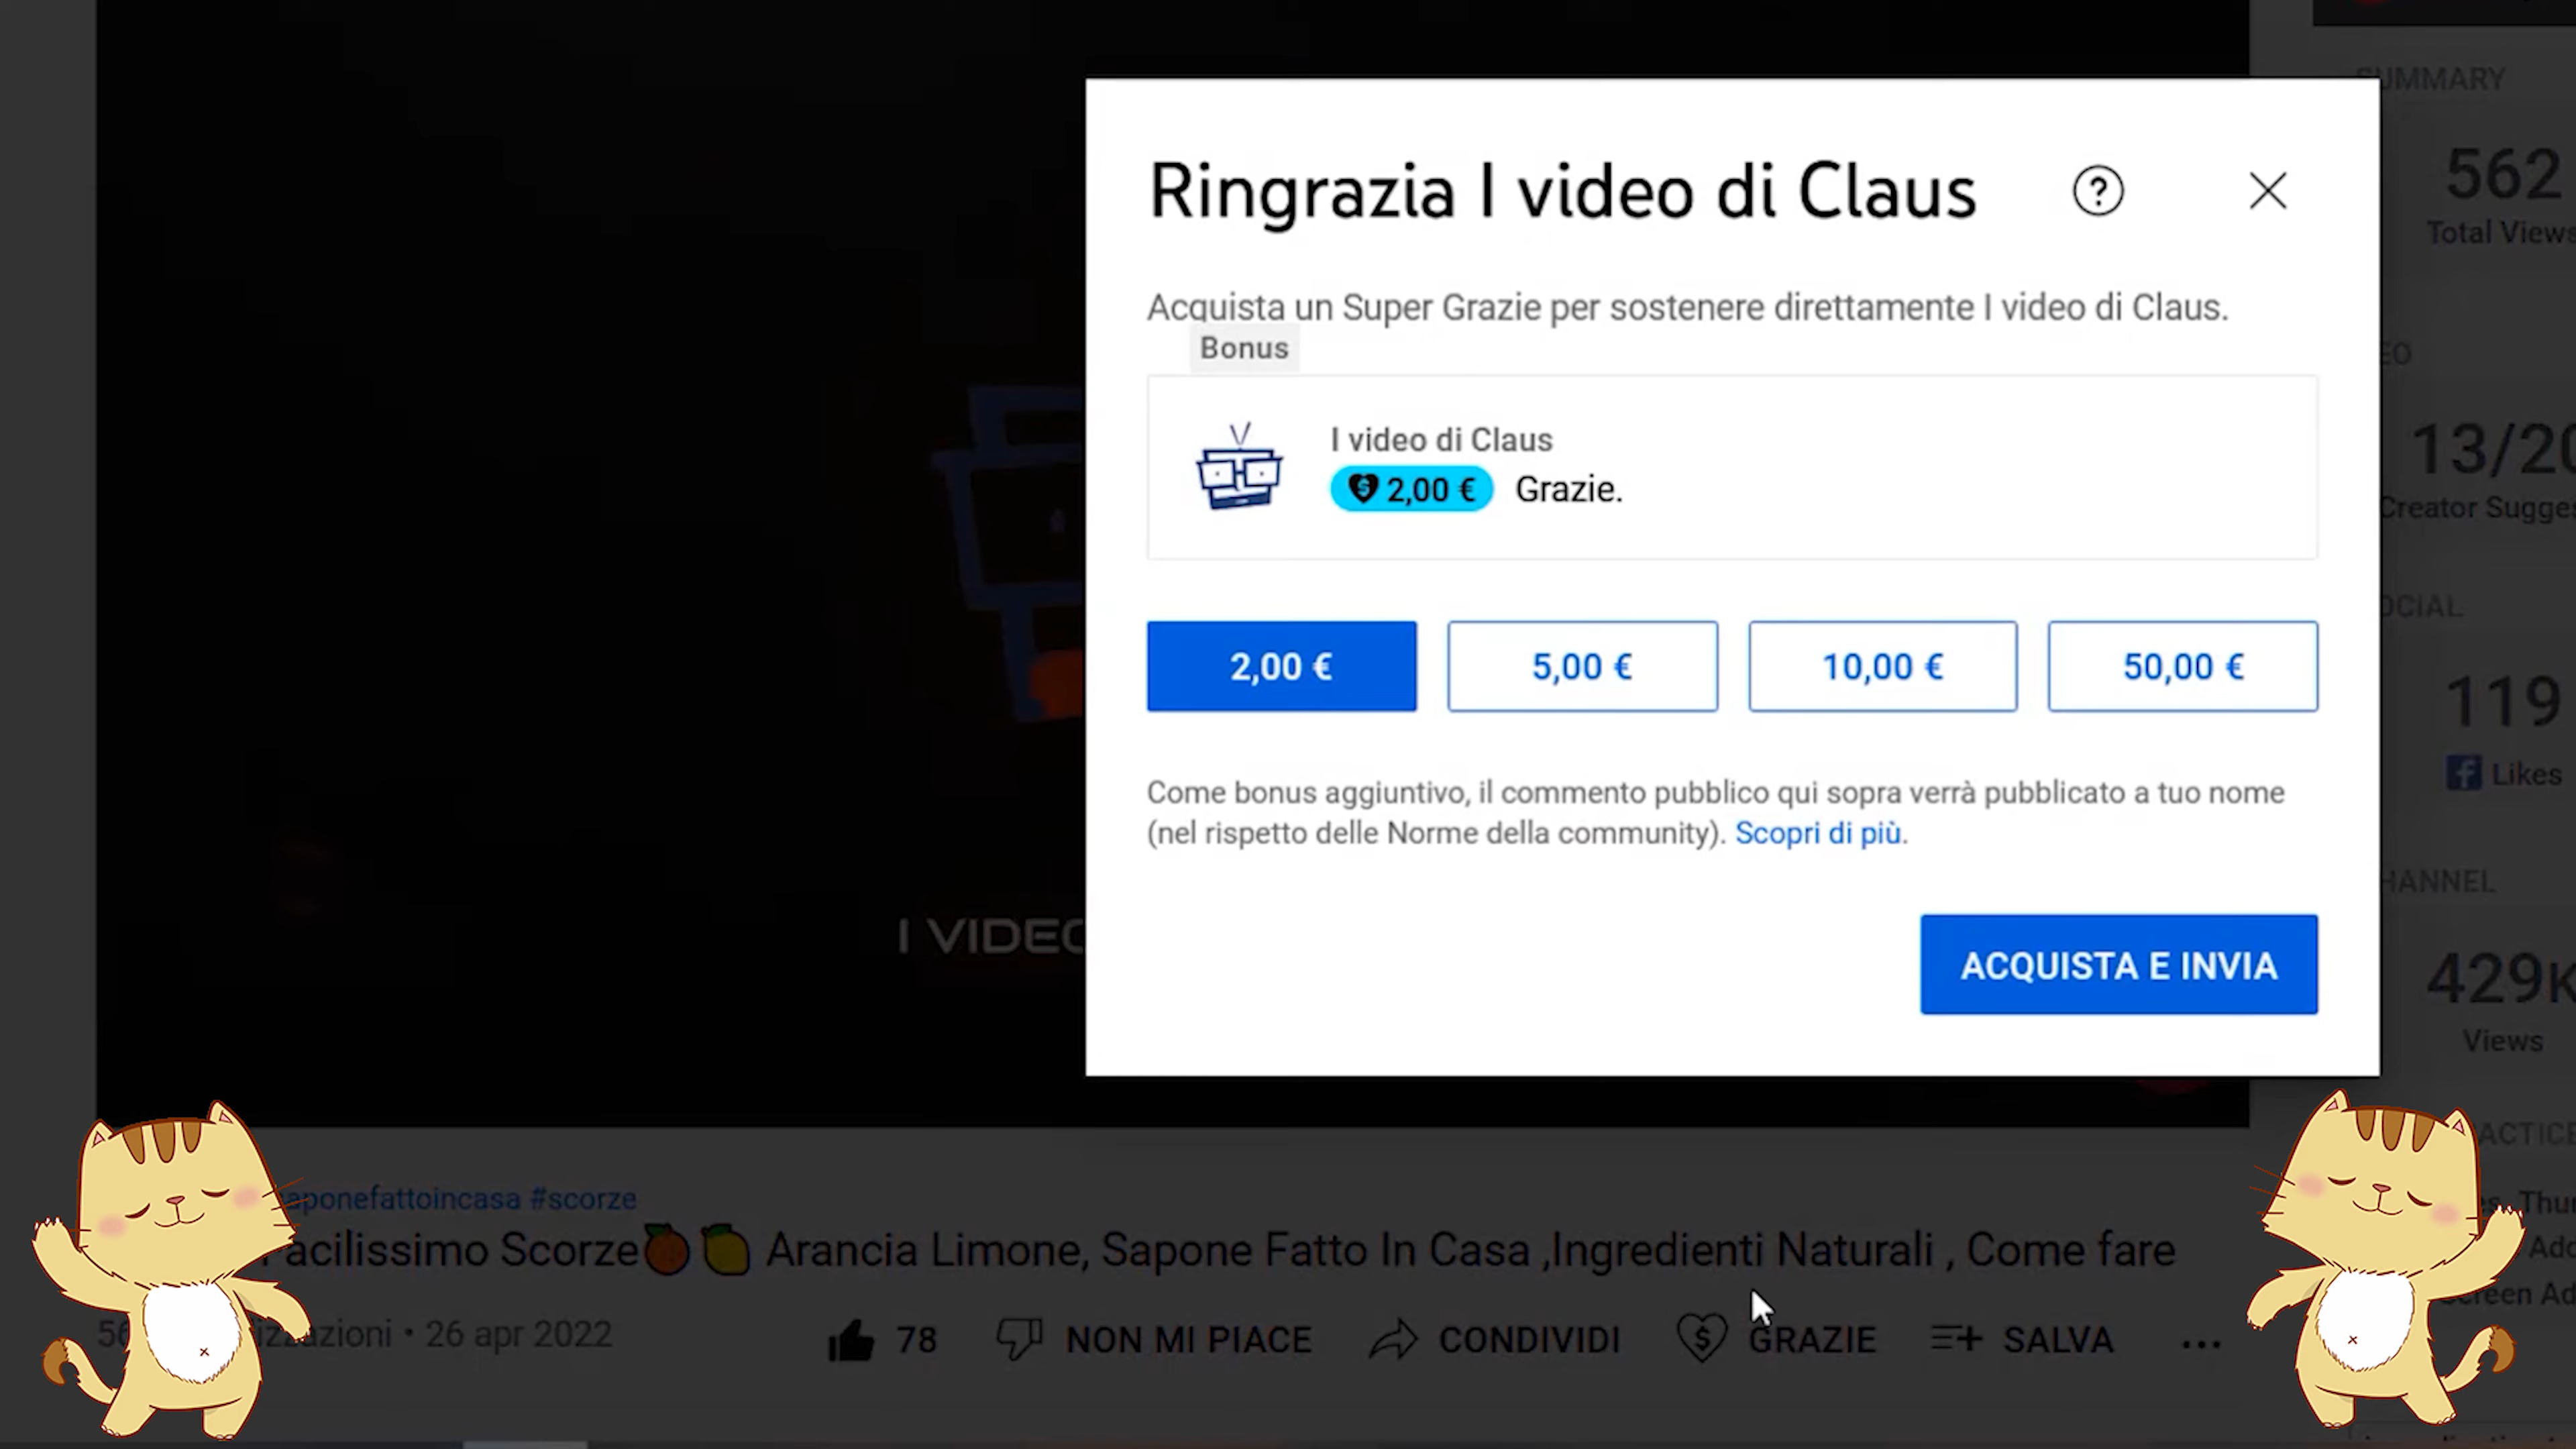 Ringrazia I video di Claus
Acquista un Super Grazie per sostenere direttamente I video di Claus.
Bonus
I video di Claus
2,00 € Grazie.
2,00 € 5,00 € 10,00 € 50,00 €
Come bonus aggiuntivo, il commento pubblico qui sopra verrà pubblicato a tuo nome
(nel rispetto delle Norme della community). Scopri di più.
ACQUISTA E INVIA
I VIDEO
#scorze
Scorze Arancia Limone, Sapone Fatto In Casa ,Ingredienti Naturali , Come fare
• 26 apr 2022
78 NON MI PIACE CONDIVIDI GRAZIE SALVA
SUMMARY
562
Total Views
13/20
Creator
119
Likes
429K
Views